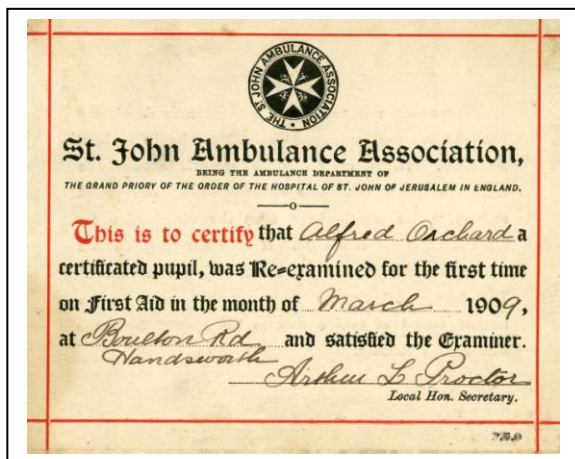 THE ST JOHN AMBULANCE ASSOCIATION
St. John Ambulance Association,
BEING THE AMBULANCE DEPARTMENT OF
THE GRAND PRIORY OF THE ORDER OF THE HOSPITAL OF ST. JOHN OF JERUSALEM IN ENGLAND.
This is to certify that Alfred Orchard a
certificated pupil, was Re=examined for the first time
on First Aid in the month of March 1909,
at Boulton Rd and satisfied the Examiner.
Handsworth
Arthur L Proctor
Local Hon. Secretary.